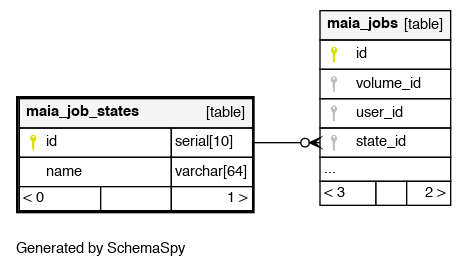 maia_jobs [table]
id
volume_id
user_id
state_id
...
< 3 2 >
maia_job_states [table]
id serial[10]
name varchar[64]
< 0 1 >
Generated by SchemaSpy